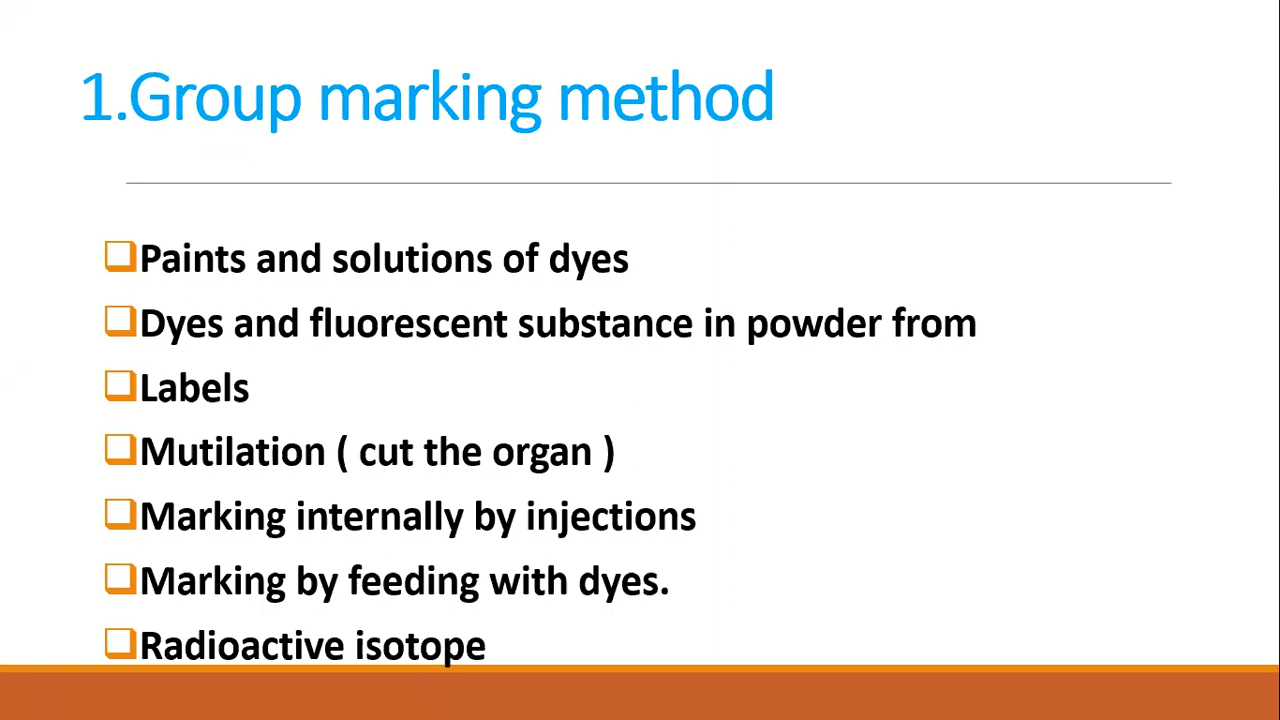 1.Group marking method
Paints and solutions of dyes
Dyes and fluorescent substance in powder from
Labels
Mutilation ( cut the organ )
Marking internally by injections
Marking by feeding with dyes.
Radioactive isotope